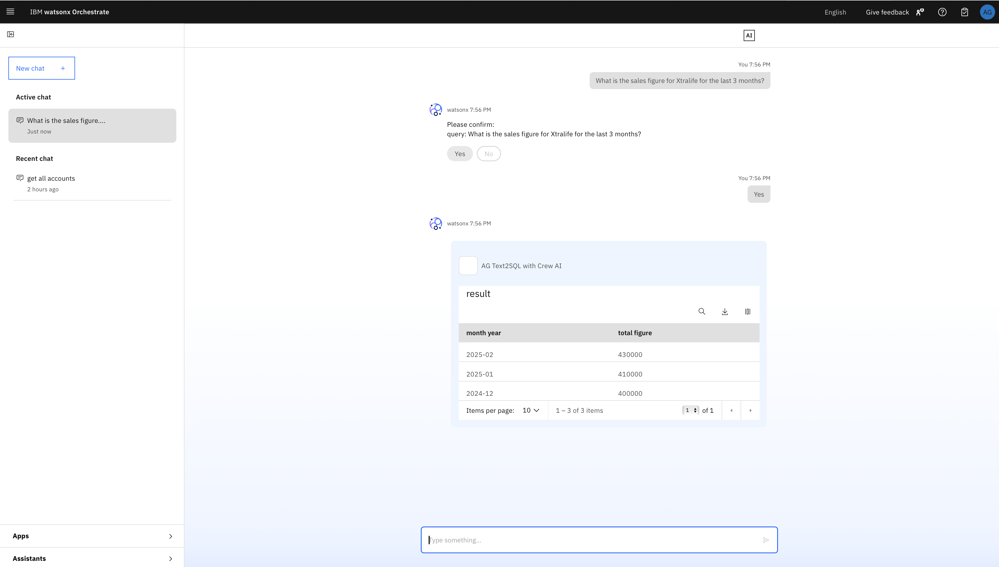 IBM watsonx Orchestrate
English
Give feedback
AG
AI
New chat +
Active chat
What is the sales figure....
Just now
Recent chat
get all accounts
2 hours ago
Apps
Assistants
You 7:56 PM
What is the sales figure for Xtralife for the last 3 months?
watsonx 7:56 PM
Please confirm:
query: What is the sales figure for Xtralife for the last 3 months?
Yes No
You 7:56 PM
Yes
watsonx 7:56 PM
AG Text2SQL with Crew AI
result
month year total figure
2025-02 430000
2025-01 410000
2024-12 400000
Items per page: 10 1 – 3 of 3 items 1 of 1
Type something...